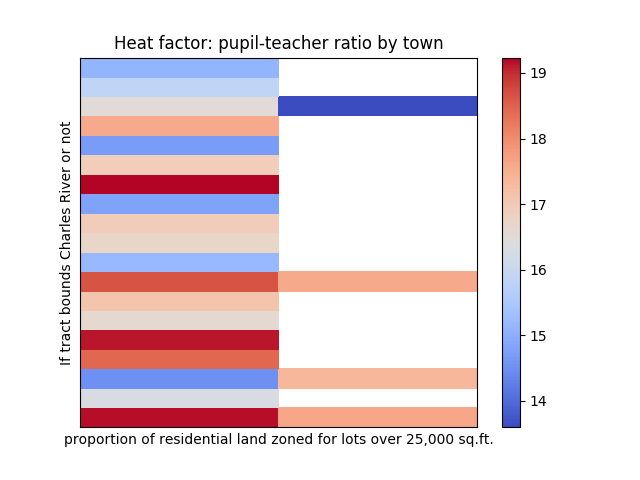 Heat factor: pupil-teacher ratio by town
If tract bounds Charles River or not
proportion of residential land zoned for lots over 25,000 sq.ft.
19
18
17
16
15
14